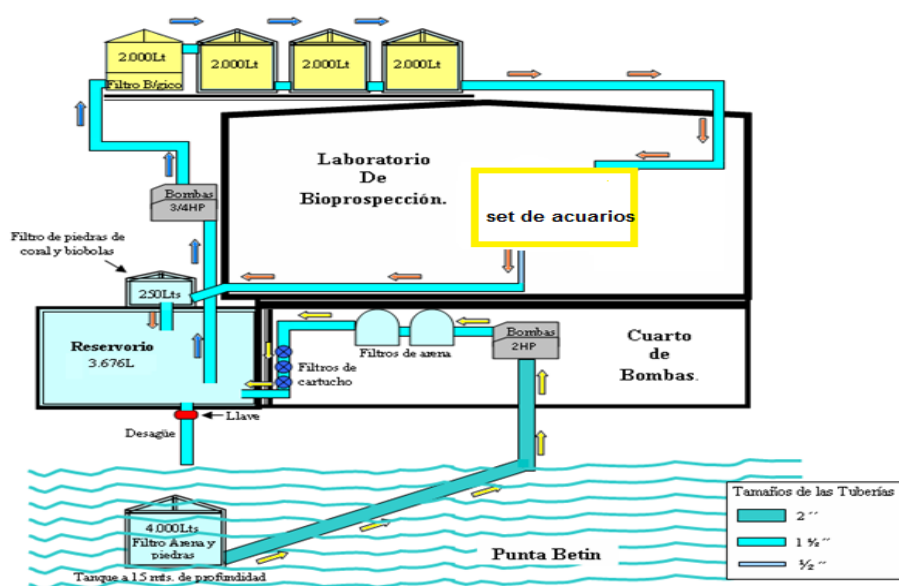 2.000Lt
Filtro B/gico
2.000Lt
2.000Lt
2.000Lt
Laboratorio
De
Bioprospección.
set de acuarios
Bombas
3/4HP
Filtro de piedras de
coral y biobolas
250Lts
Reservorio
3.676L
Filtros de arena
Filtros de
cartucho
Bombas
2HP
Cuarto
de
Bombas.
Llave
Desagüe
4.000Lts
Filtro Arena y
piedras
Tanque a 15 mts. de profundidad
Punta Betin
Tamaños de las Tuberías
2´´
1 ½´´
½´´